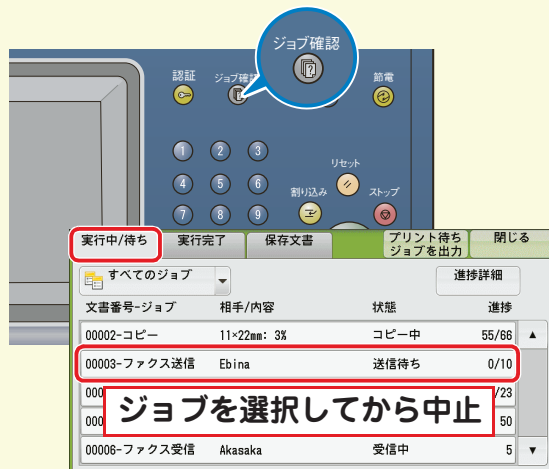 ジョブ確認
認証
ジョブ確
節電
1 2 3
リセット
4 5 6
割り込み
ストップ
7 8 9
実行中/待ち 実行完了 保存文書 プリント待ち 閉じる
ジョブを出力
すべてのジョブ 進捗詳細
文書番号-ジョブ 相手/内容 状態 進捗
00002-コピー 11×22mm: 3% コピー中 55/66
00003-ファクス送信 Ebina 送信待ち 0/10
000 /23
ジョブを選択してから中止
000 50
00006-ファクス受信 Akasaka 受信中 5